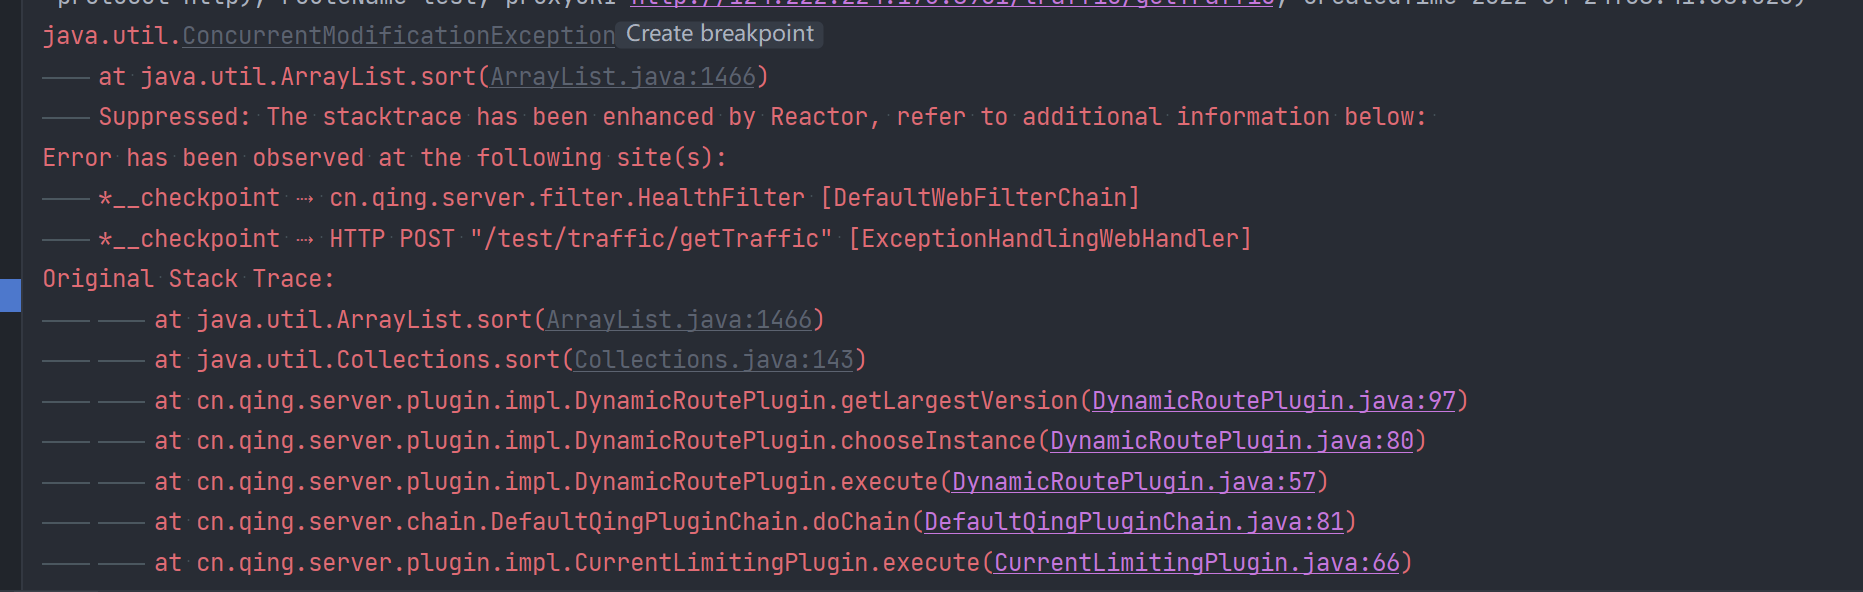 java.util.ConcurrentModificationException Create breakpoint
at java.util.ArrayList.sort(ArrayList.java:1466)
Suppressed: The stacktrace has been enhanced by Reactor, refer to additional information below:
Error has been observed at the following site(s):
*__checkpoint ⇢ cn.qing.server.filter.HealthFilter [DefaultWebFilterChain]
*__checkpoint ⇢ HTTP POST "/test/traffic/getTraffic" [ExceptionHandlingWebHandler]
Original Stack Trace:
at java.util.ArrayList.sort(ArrayList.java:1466)
at java.util.Collections.sort(Collections.java:143)
at cn.qing.server.plugin.impl.DynamicRoutePlugin.getLargestVersion(DynamicRoutePlugin.java:97)
at cn.qing.server.plugin.impl.DynamicRoutePlugin.chooseInstance(DynamicRoutePlugin.java:80)
at cn.qing.server.plugin.impl.DynamicRoutePlugin.execute(DynamicRoutePlugin.java:57)
at cn.qing.server.chain.DefaultQingPluginChain.doChain(DefaultQingPluginChain.java:81)
at cn.qing.server.plugin.impl.CurrentLimitingPlugin.execute(CurrentLimitingPlugin.java:66)